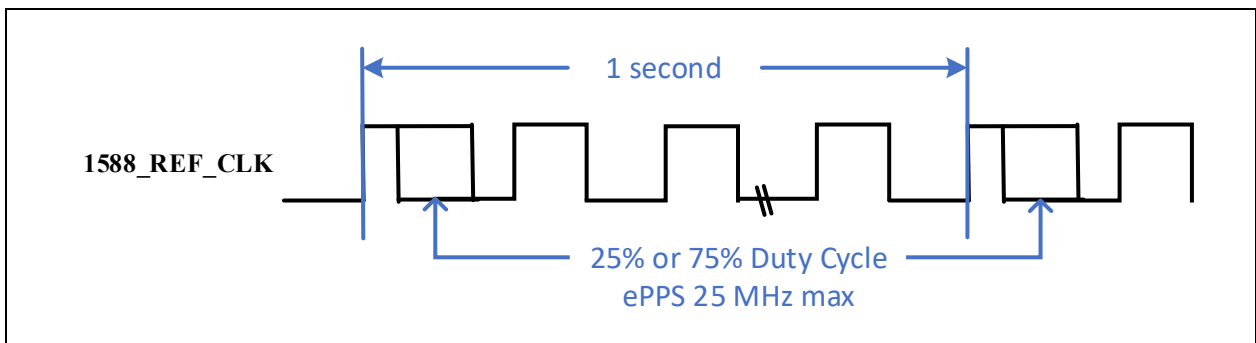 1 second
1588_REF_CLK
25% or 75% Duty Cycle
ePPS 25 MHz max